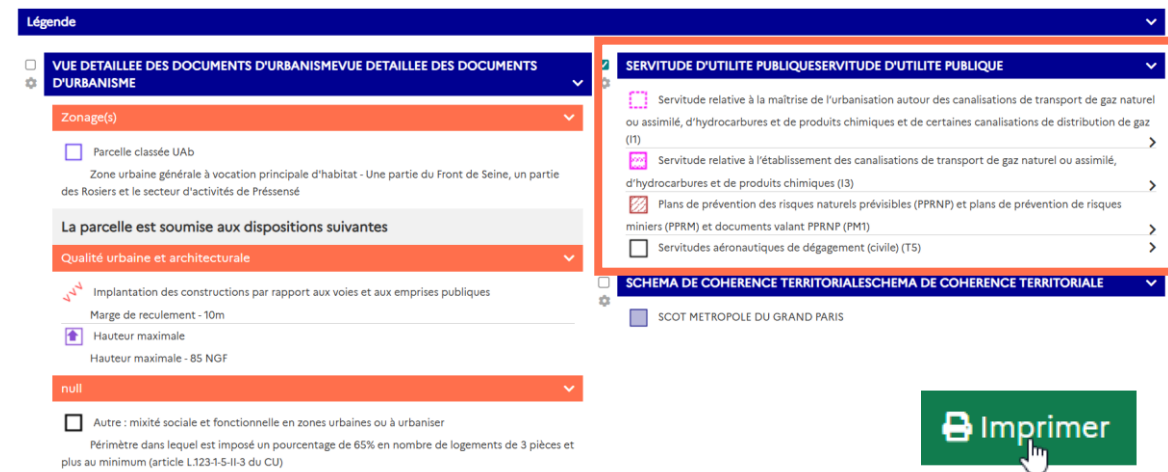 Légende
VUE DETAILLEE DES DOCUMENTS D'URBANISMEVUE DETAILLEE DES DOCUMENTS
D'URBANISME
Zonage(s)
Parcelle classée UAb
Zone urbaine générale à vocation principale d'habitat - Une partie du Front de Seine, un partie
des Rosiers et le secteur d'activités de Préssensé
La parcelle est soumise aux dispositions suivantes
Qualité urbaine et architecturale
Implantation des constructions par rapport aux voies et aux emprises publiques
Marge de reculement - 10m
Hauteur maximale
Hauteur maximale - 85 NGF
null
Autre : mixité sociale et fonctionnelle en zones urbaines ou à urbaniser
Périmètre dans lequel est imposé un pourcentage de 65% en nombre de logements de 3 pièces et
plus au minimum (article L.123-1-5-II-3 du CU)
SERVITUDE D'UTILITE PUBLIQUESERVITUDE D'UTILITE PUBLIQUE
Servitude relative à la maîtrise de l'urbanisation autour des canalisations de transport de gaz naturel
ou assimilé, d'hydrocarbures et de produits chimiques et de certaines canalisations de distribution de gaz
(I1)
Servitude relative à l'établissement des canalisations de transport de gaz naturel ou assimilé,
d'hydrocarbures et de produits chimiques (I3)
Plans de prévention des risques naturels prévisibles (PPRNP) et plans de prévention de risques
miniers (PPRM) et documents valant PPRNP (PM1)
Servitudes aéronautiques de dégagement (civile) (T5)
SCHEMA DE COHERENCE TERRITORIALESCHEMA DE COHERENCE TERRITORIALE
SCOT METROPOLE DU GRAND PARIS
Imprimer